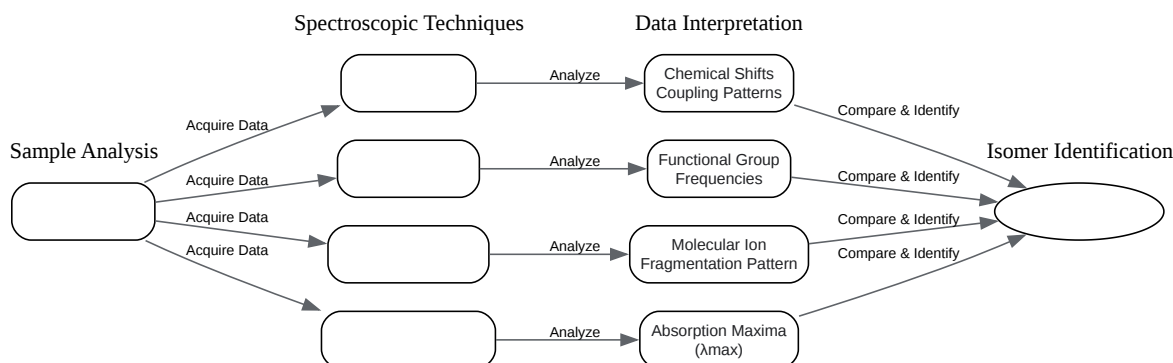 Spectroscopic Techniques
Data Interpretation
Analyze
Chemical Shifts
Coupling Patterns
Compare & Identify
Acquire Data
Sample Analysis
Isomer Identification
Analyze
Functional Group
Frequencies
Acquire Data
Compare & Identify
Acquire Data
Compare & Identify
Analyze
Molecular Ion
Fragmentation Pattern
Acquire Data
Compare & Identify
Analyze
Absorption Maxima
(λmax)